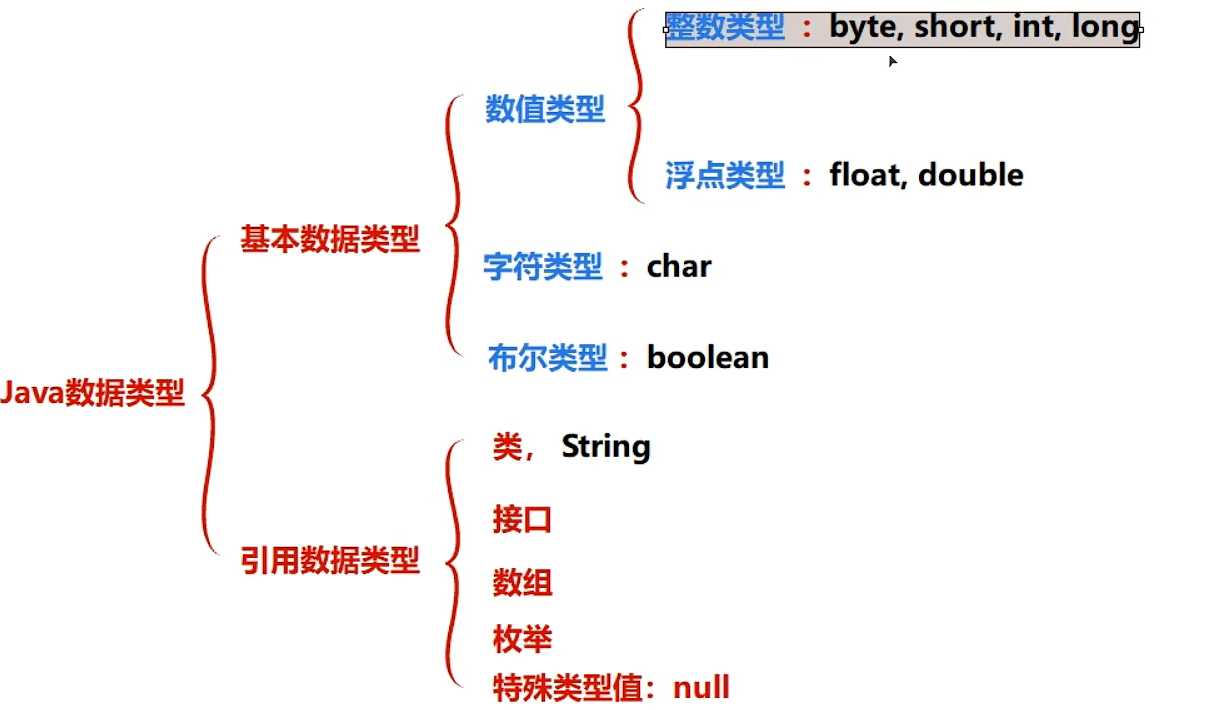 整数类型 : byte, short, int, long
数值类型
浮点类型 : float, double
基本数据类型
字符类型 : char
布尔类型 : boolean
Java数据类型
类, String
接口
引用数据类型
数组
枚举
特殊类型值: null